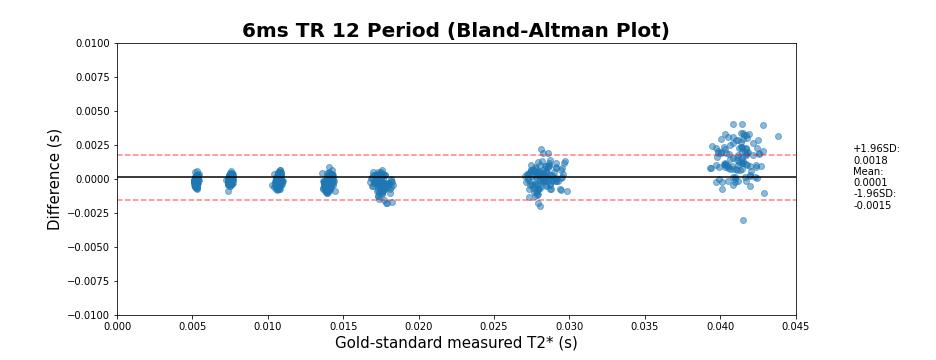 6ms TR 12 Period (Bland-Altman Plot)
0.0100
0.0075
0.0050
0.0025
0.0000
−0.0025
−0.0050
−0.0075
−0.0100
Difference (s)
0.000 0.005 0.010 0.015 0.020 0.025 0.030 0.035 0.040 0.045
Gold-standard measured T2* (s)
+1.96SD:
0.0018
Mean:
0.0001
-1.96SD:
-0.0015